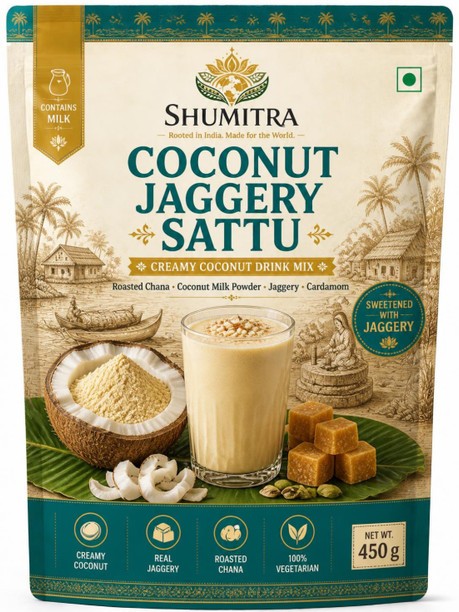 CONTAINS
MILK
SHUMITRA
Rooted in India. Made for the World.
COCONUT
JAGGERY
SATTU
CREAMY COCONUT DRINK MIX
Roasted Chana • Coconut Milk Powder • Jaggery • Cardamom
SWEETENED
WITH
JAGGERY
CREAMY
COCONUT
REAL
JAGGERY
ROASTED
CHANA
100%
VEGETARIAN
NET WT.
450 g